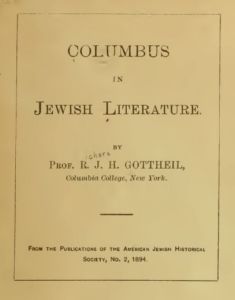 COLUMBUS
IN
JEWISH LITERATURE.
BY
PROF. R. J. H. GOTTHEIL,
Columbia College, New York.
FROM THE PUBLICATIONS OF THE AMERICAN JEWISH HISTORICAL
SOCIETY, NO. 2, 1894.